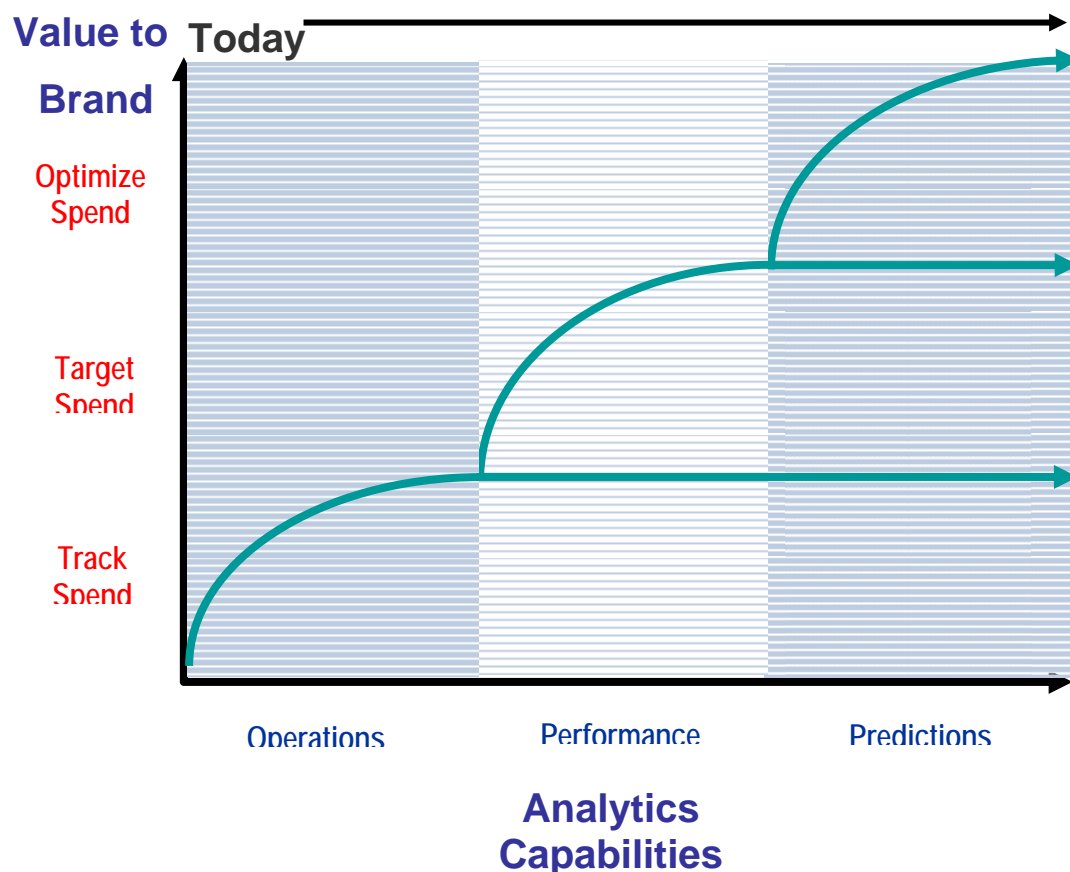 Value to
Brand
Today
Optimize
Spend
Target
Spend
Track
Spend
Operations
Performance
Predictions
Analytics
Capabilities